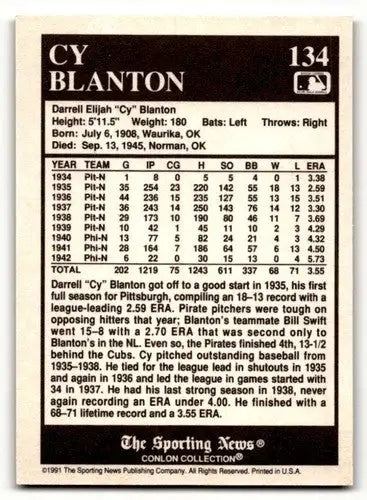 CY 134
BLANTON
Darrell Elijah "Cy" Blanton
Height: 5'11.5" Weight: 180 Bats: Left Throws: Right
Born: July 6, 1908, Waurika, OK
Died: Sep. 13, 1945, Norman, OK
YEAR TEAM G IP CG H SO BB W L ERA
1934 Pit-N 1 8 0 5 5 4 0 1 3.38
1935 Pit-N 35 254 23 220 142 55 18 13 2.59
1936 Pit-N 44 236 15 235 127 55 13 15 3.51
1937 Pit-N 36 243 14 250 143 76 14 12 3.30
1938 Pit-N 29 173 10 190 80 46 11 7 3.69
1939 Pit-N 10 42 1 45 11 10 2 3 4.29
1940 Phi-N 13 77 5 82 24 21 4 3 4.32
1941 Phi-N 28 164 7 186 64 57 6 13 4.50
1942 Phi-N 6 22 0 30 15 13 0 4 5.73
TOTAL 202 1219 75 1243 611 337 68 71 3.55
Darrell "Cy" Blanton got off to a good start in 1935, his
first full season for Pittsburgh, compiling an 18-13 record with a
league-leading 2.59 ERA. Pirate pitchers were tough on
opposing hitters that year; Blanton's teammate Bill Swift
went 15-8 with a 2.70 ERA that was second only to
Blanton's in the NL. Even so, the Pirates finished 4th, 13-1/2
behind the Cubs. Cy pitched outstanding baseball from
1935-1938. He tied for the league lead in shutouts in 1935
and again in 1936 and led the league in games started with
34 in 1937. He had his last strong season in 1938, never
again recording an ERA under 4.00. He finished with a
68-71 lifetime record and a 3.55 ERA.
The Sporting News®
CONLON COLLECTION®
©1991 The Sporting News Publishing Company. All Rights Reserved. Printed in U.S.A.